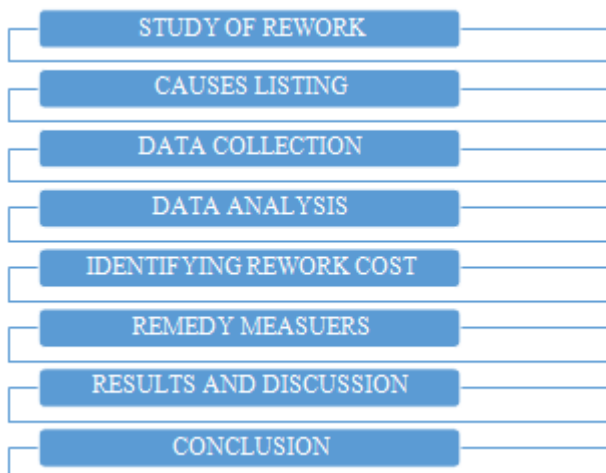 STUDY OF REWORK
CAUSES LISTING
DATA COLLECTION
DATA ANALYSIS
IDENTIFYING REWORK COST
REMEDY MEASUERS
RESULTS AND DISCUSSION
CONCLUSION